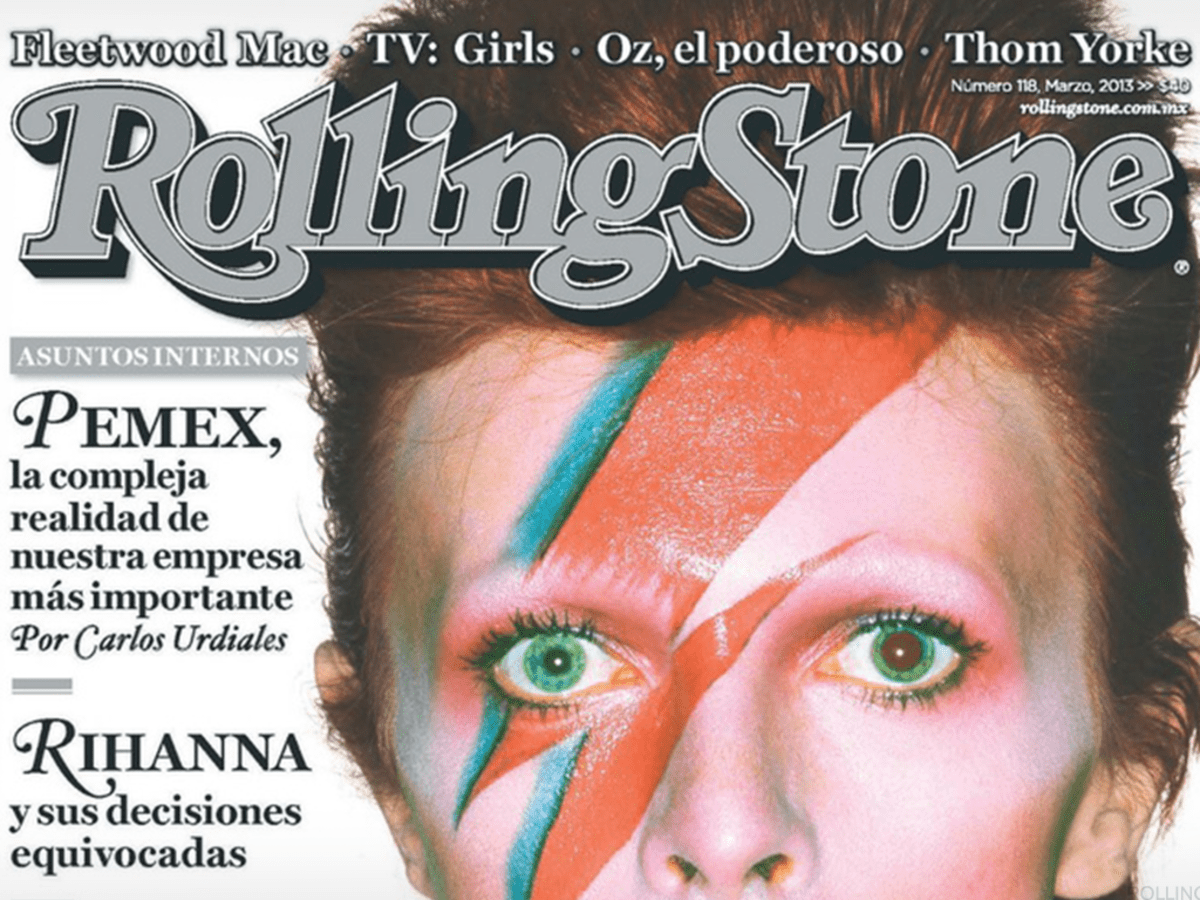 Fleetwood Mac • TV: Girls • Oz, el poderoso • Thom Yorke
Número 118, Marzo, 2013 >> $40
rollingstone.com.mx
RollingStone
®
ASUNTOS INTERNOS
PEMEX,
la compleja
realidad de
nuestra empresa
más importante
Por Carlos Urdiales
RIHANNA
y sus decisiones
equivocadas